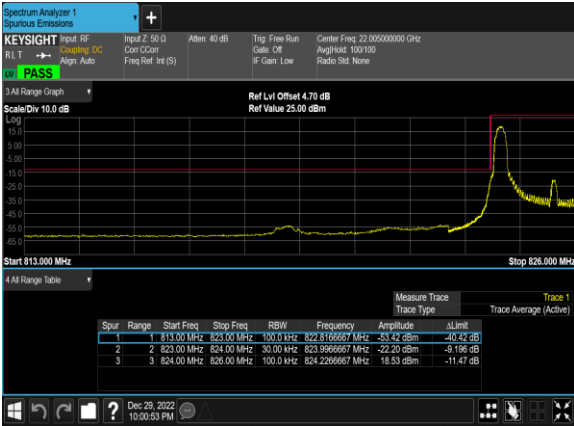 Spectrum Analyzer 1
Spurious Emissions
+
KEYSIGHT Input: RF Input Z: 50 Ω Atten: 40 dB Trig: Free Run Center Freq: 22.005000000 GHz
RLT Coupling: DC Corr CCorr Gate: Off Avg|Hold: 100/100
Align: Auto Freq Ref: Int (S) IF Gain: Low Radio Std: None
PASS
3 All Range Graph
Ref Lvl Offset 4.70 dB
Scale/Div 10.0 dB Ref Value 25.00 dBm
Log
15.0
5.00
-5.00
-15.0
-25.0
-35.0
-45.0
-55.0
-65.0
Start 813.000 MHz Stop 826.000 MHz
4 All Range Table
Measure Trace Trace 1
Trace Type Trace Average (Active)
Spur Range Start Freq Stop Freq RBW Frequency Amplitude ΔLimit
1 1 813.00 MHz 823.00 MHz 100.0 kHz 822.8166667 MHz -53.42 dBm -40.42 dB
2 2 823.00 MHz 824.00 MHz 30.00 kHz 823.9966667 MHz -22.20 dBm -9.196 dB
3 3 824.00 MHz 826.00 MHz 100.0 kHz 824.2266667 MHz 18.53 dBm -11.47 dB
? Dec 29, 2022
10:00:53 PM